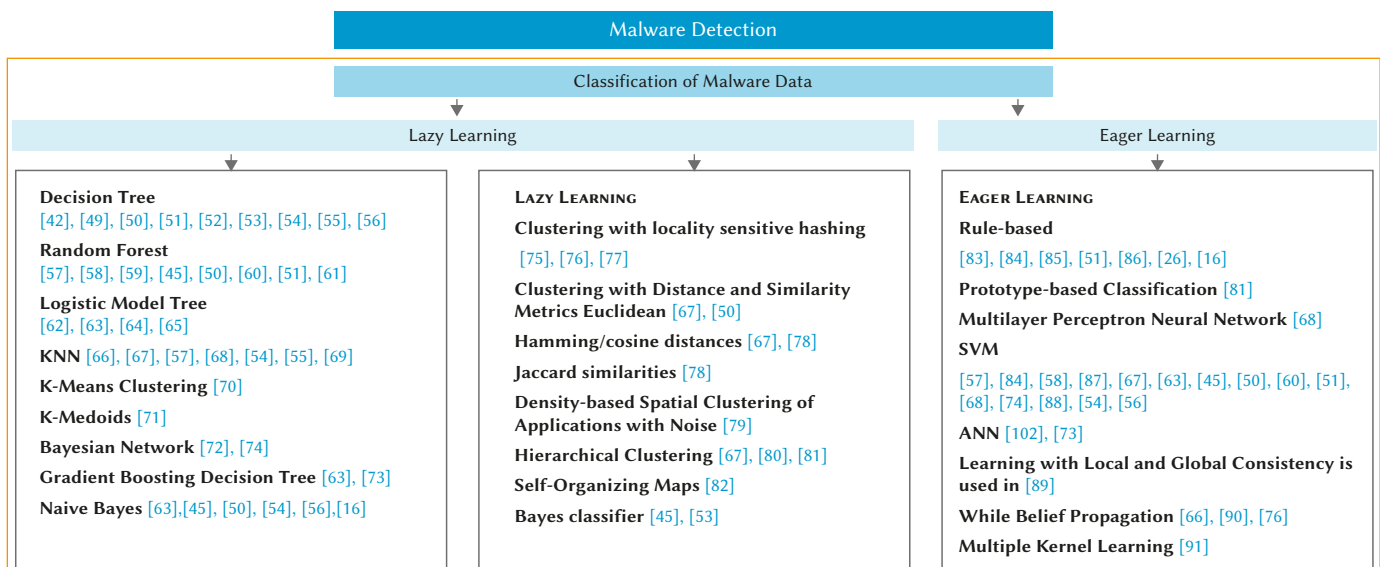 Malware Detection
Classification of Malware Data
Lazy Learning
Eager Learning
Decision Tree
[42], [49], [50], [51], [52], [53], [54], [55], [56]
Random Forest
[57], [58], [59], [45], [50], [60], [51], [61]
Logistic Model Tree
[62], [63], [64], [65]
KNN [66], [67], [57], [68], [54], [55], [69]
K-Means Clustering [70]
K-Medoids [71]
Bayesian Network [72], [74]
Gradient Boosting Decision Tree [63], [73]
Naive Bayes [63],[45], [50], [54], [56],[16]
LAZY LEARNING
Clustering with locality sensitive hashing
[75], [76], [77]
Clustering with Distance and Similarity
Metrics Euclidean [67], [50]
Hamming/cosine distances [67], [78]
Jaccard similarities [78]
Density-based Spatial Clustering of
Applications with Noise [79]
Hierarchical Clustering [67], [80], [81]
Self-Organizing Maps [82]
Bayes classifier [45], [53]
EAGER LEARNING
Rule-based
[83], [84], [85], [51], [86], [26], [16]
Prototype-based Classification [81]
Multilayer Perceptron Neural Network [68]
SVM
[57], [84], [58], [87], [67], [63], [45], [50], [60], [51],
[68], [74], [88], [54], [56]
ANN [102], [73]
Learning with Local and Global Consistency is
used in [89]
While Belief Propagation [66], [90], [76]
Multiple Kernel Learning [91]